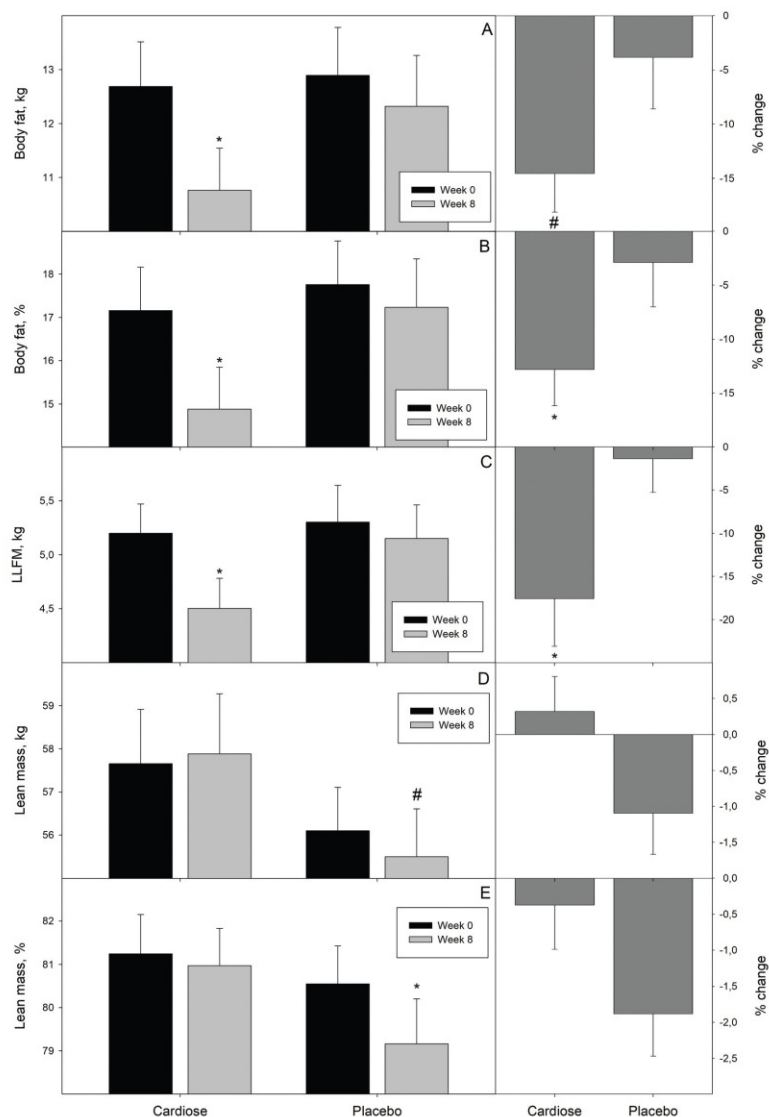 A
Body fat, kg
13
12
11
*
Week 0
Week 8
0
-5
-10
-15
% change
#
B
Body fat, %
18
17
16
15
*
Week 0
Week 8
0
-5
-10
-15
% change
*
C
LLFM, kg
5,5
5,0
4,5
*
Week 0
Week 8
0
-5
-10
-15
-20
% change
*
D
Lean mass, kg
59
58
57
56
#
Week 0
Week 8
0,5
0,0
-0,5
-1,0
-1,5
% change
E
Lean mass, %
82
81
80
79
*
Week 0
Week 8
0,0
-0,5
-1,0
-1,5
-2,0
-2,5
% change
0
Cardiose Placebo Cardiose Placebo